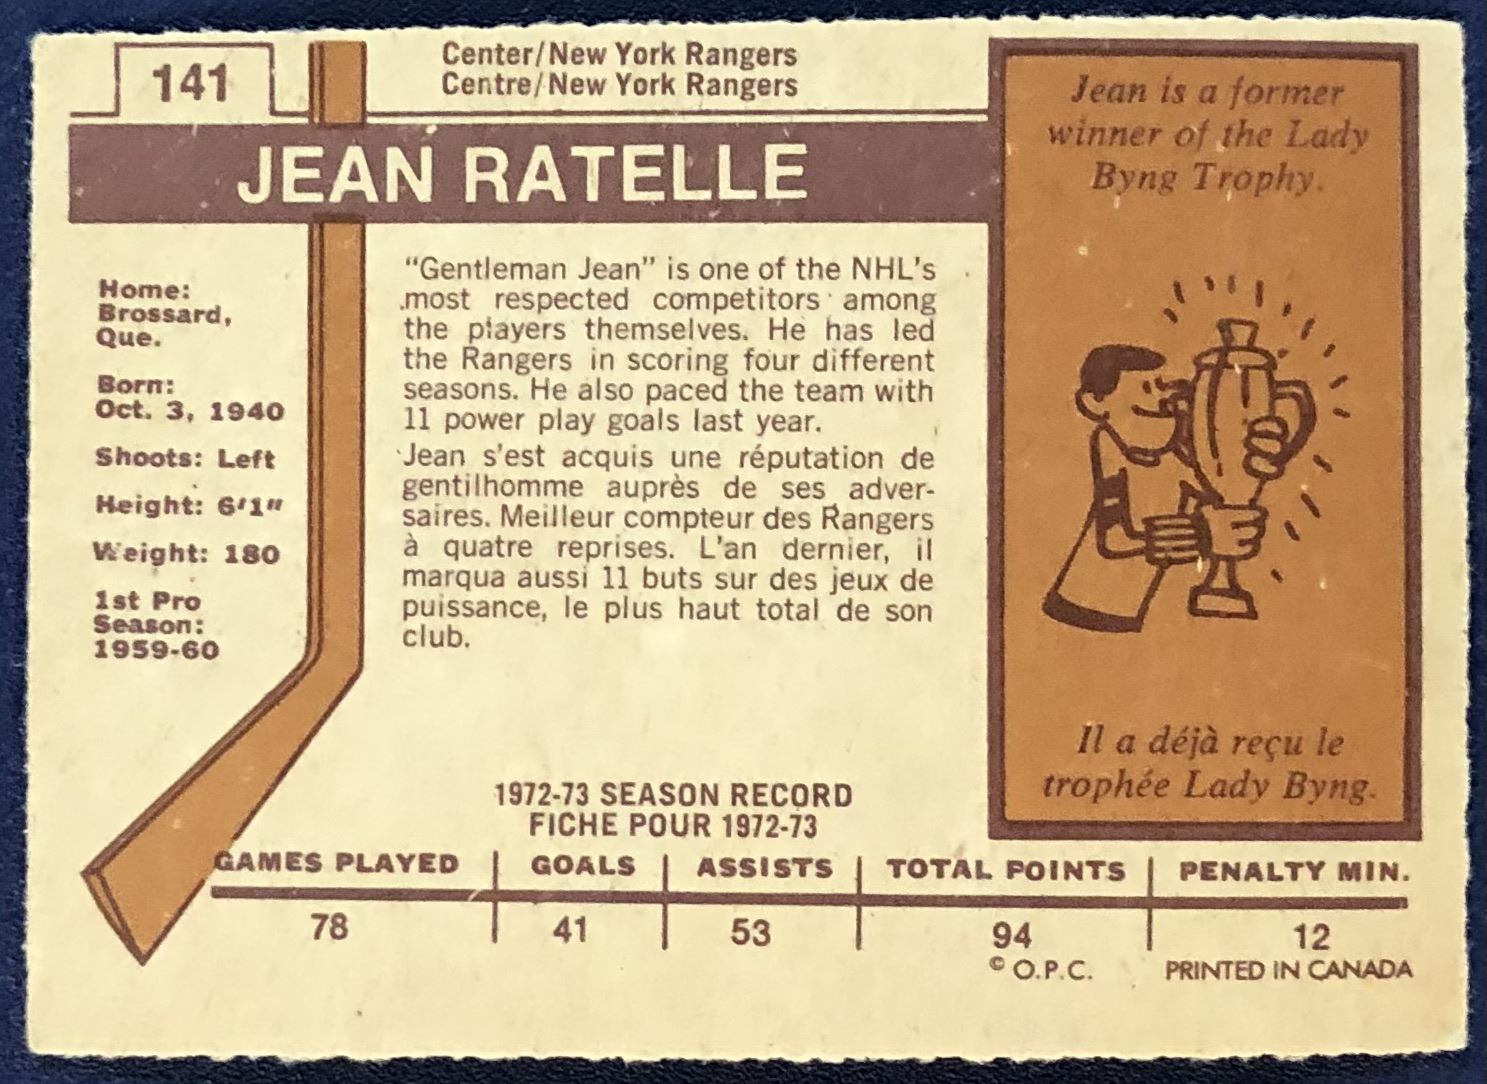 141
Center/New York Rangers
Centre/New York Rangers
JEAN RATELLE
Home:
Brossard,
Que.
Born:
Oct. 3, 1940
Shoots: Left
Height: 6'1"
Weight: 180
1st Pro
Season:
1959-60
"Gentleman Jean" is one of the NHL's
most respected competitors among
the players themselves. He has led
the Rangers in scoring four different
seasons. He also paced the team with
11 power play goals last year.
Jean s'est acquis une réputation de
gentilhomme auprès de ses adver-
saires. Meilleur compteur des Rangers
à quatre reprises. L'an dernier, il
marqua aussi 11 buts sur des jeux de
puissance, le plus haut total de son
club.
Jean is a former
winner of the Lady
Byng Trophy.
Il a déjà reçu le
trophée Lady Byng.
1972-73 SEASON RECORD
FICHE POUR 1972-73
GAMES PLAYED | GOALS | ASSISTS | TOTAL POINTS | PENALTY MIN.
78 | 41 | 53 | 94 | 12
© O.P.C. PRINTED IN CANADA